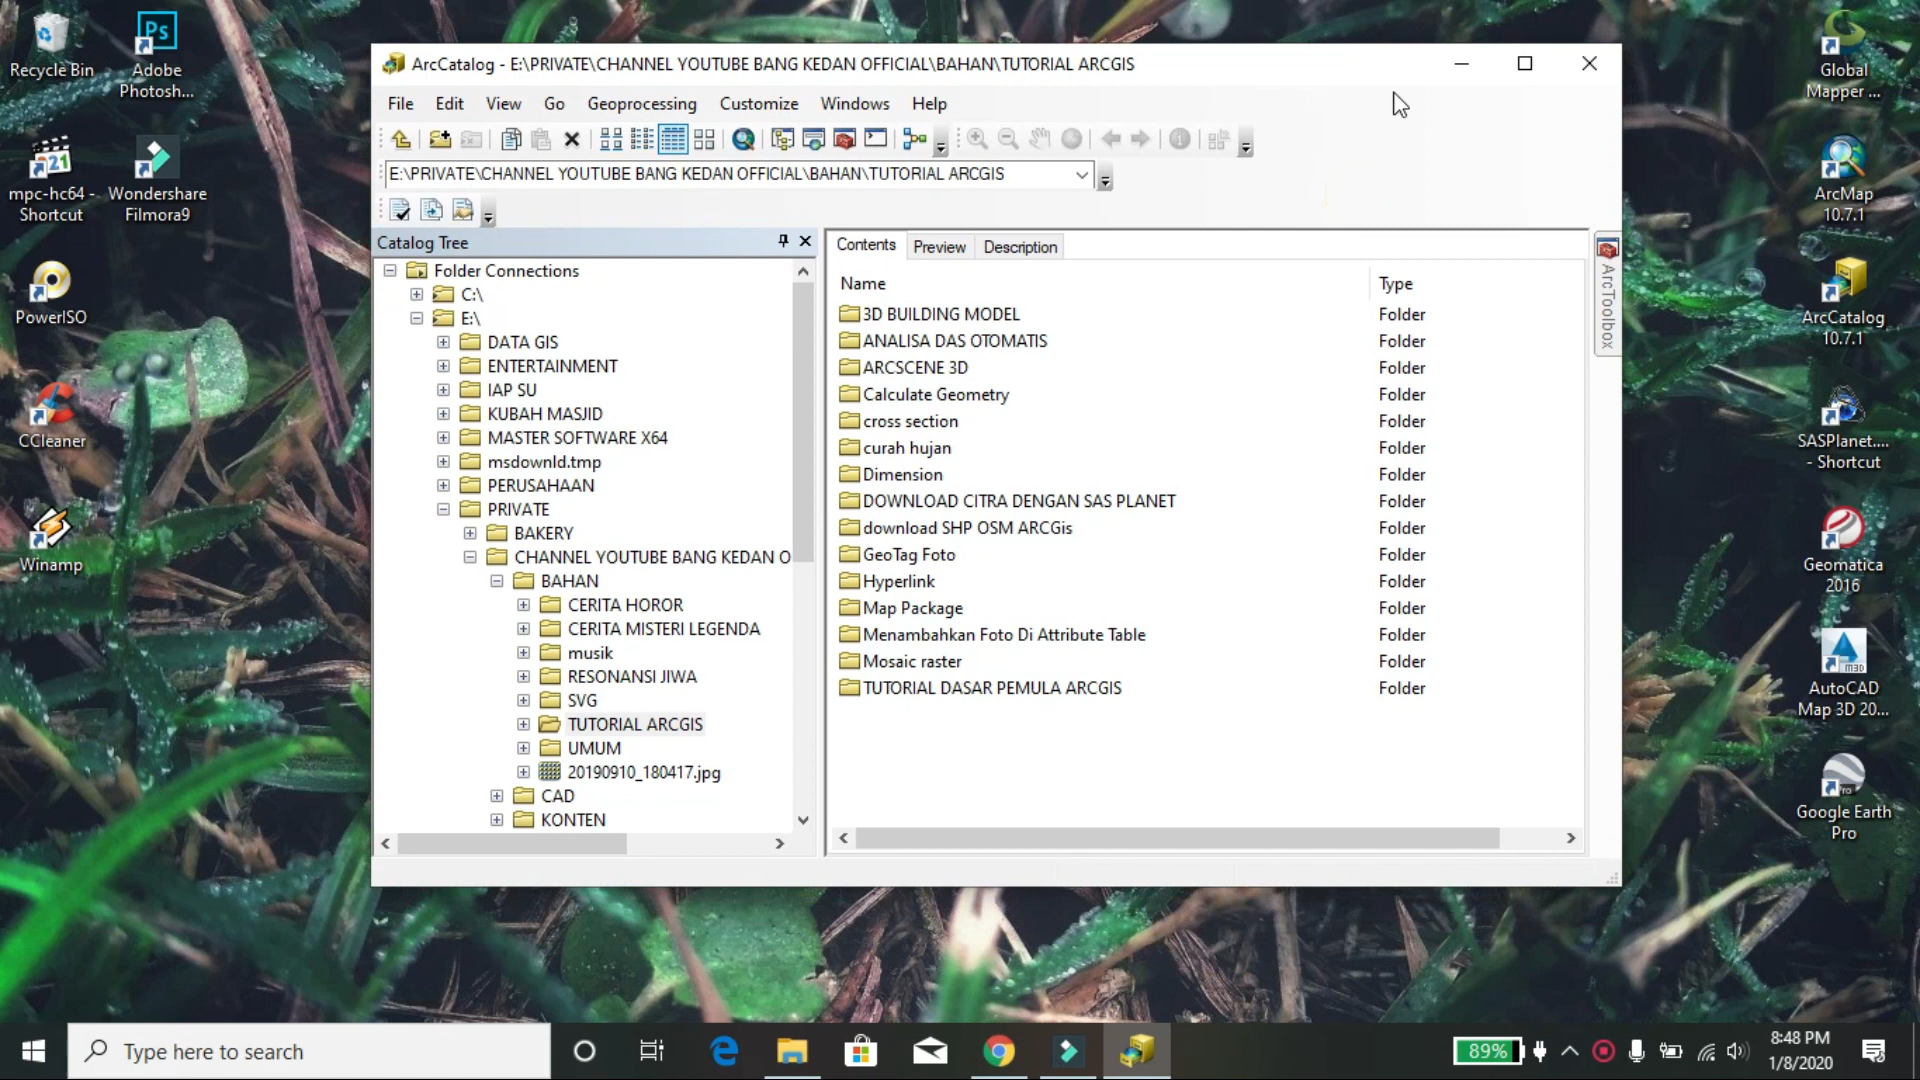 Recycle Bin
Adobe
Photosh...
mpc-hc64 -
Shortcut
Wondershare
Filmora9
PowerISO
CCleaner
Winamp
ArcCatalog - E:\PRIVATE\CHANNEL YOUTUBE BANG KEDAN OFFICIAL\BAHAN\TUTORIAL ARCGIS
File Edit View Go Geoprocessing Customize Windows Help
E:\PRIVATE\CHANNEL YOUTUBE BANG KEDAN OFFICIAL\BAHAN\TUTORIAL ARCGIS
Catalog Tree
Folder Connections
C:\
E:\
DATA GIS
ENTERTAINMENT
IAP SU
KUBAH MASJID
MASTER SOFTWARE X64
msdownld.tmp
PERUSAHAAN
PRIVATE
BAKERY
CHANNEL YOUTUBE BANG KEDAN O
BAHAN
CERITA HOROR
CERITA MISTERI LEGENDA
musik
RESONANSI JIWA
SVG
TUTORIAL ARCGIS
UMUM
20190910_180417.jpg
CAD
KONTEN
Contents Preview Description
Name Type
3D BUILDING MODEL Folder
ANALISA DAS OTOMATIS Folder
ARCSCENE 3D Folder
Calculate Geometry Folder
cross section Folder
curah hujan Folder
Dimension Folder
DOWNLOAD CITRA DENGAN SAS PLANET Folder
download SHP OSM ARCGis Folder
GeoTag Foto Folder
Hyperlink Folder
Map Package Folder
Menambahkan Foto Di Attribute Table Folder
Mosaic raster Folder
TUTORIAL DASAR PEMULA ARCGIS Folder
ArcToolbox
Global
Mapper ...
ArcMap
10.7.1
ArcCatalog
10.7.1
SASPlanet....
- Shortcut
Geomatica
2016
AutoCAD
Map 3D 20...
Google Earth
Pro
Type here to search
89%
8:48 PM
1/8/2020